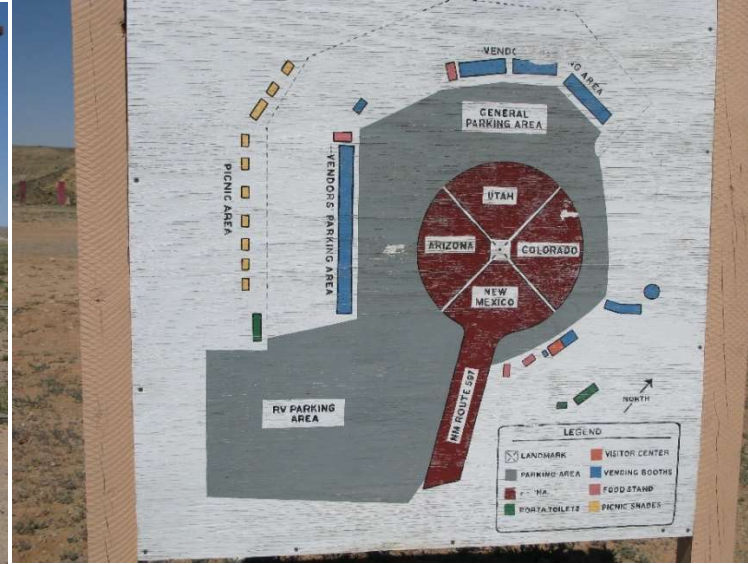 GENERAL
PARKING AREA
PICNIC AREA
VENDORS' PARKING AREA
UTAH
ARIZONA
COLORADO
NEW
MEXICO
NM ROUTE 597
RV PARKING
AREA
NORTH
LEGEND
LANDMARK
VISITOR CENTER
PARKING AREA
VENDING BOOTHS
FOOD STAND
PORTA TOILETS
PICNIC SHADES